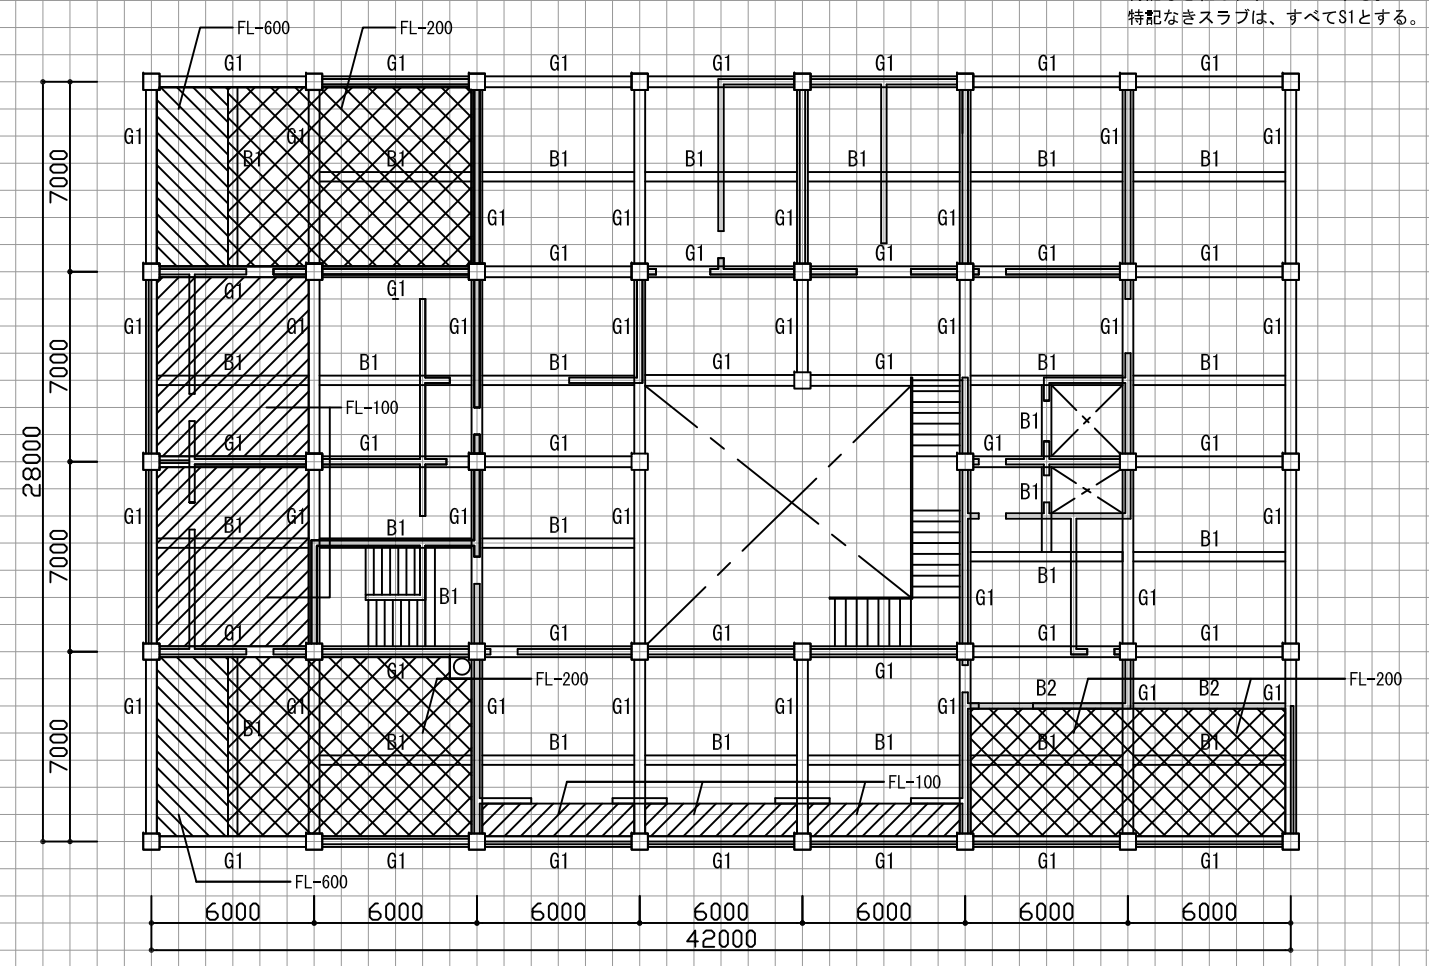 特記なきスラブは、すべてS1とする。
FL-600
FL-200
G1 G1 G1 G1 G1 G1 G1
G1 G1 G1 G1
7000
B1 B1 B1 B1 B1 B1 B1
G1 G1 G1 G1
G1 G1 G1 G1 G1
G1 G1
G1 G1 G1 G1 G1 G1 G1 G1
7000
B1 B1 B1 G1 G1 B1 B1
FL-100
B1
G1 G1 G1 G1 G1
28000
B1
G1 B1 G1 B1 G1 B1 G1 G1
7000
B1
B1
B1 G1 G1
G1 G1 G1 G1 G1
G1 G1
FL-200
B2 B2
FL-200
G1 G1 G1 G1 G1 G1 G1 G1
B1
7000
B1 B1 B1 B1 B1 B1
FL-100
G1 G1 G1 G1 G1 G1 G1
FL-600
6000 6000 6000 6000 6000 6000 6000
42000